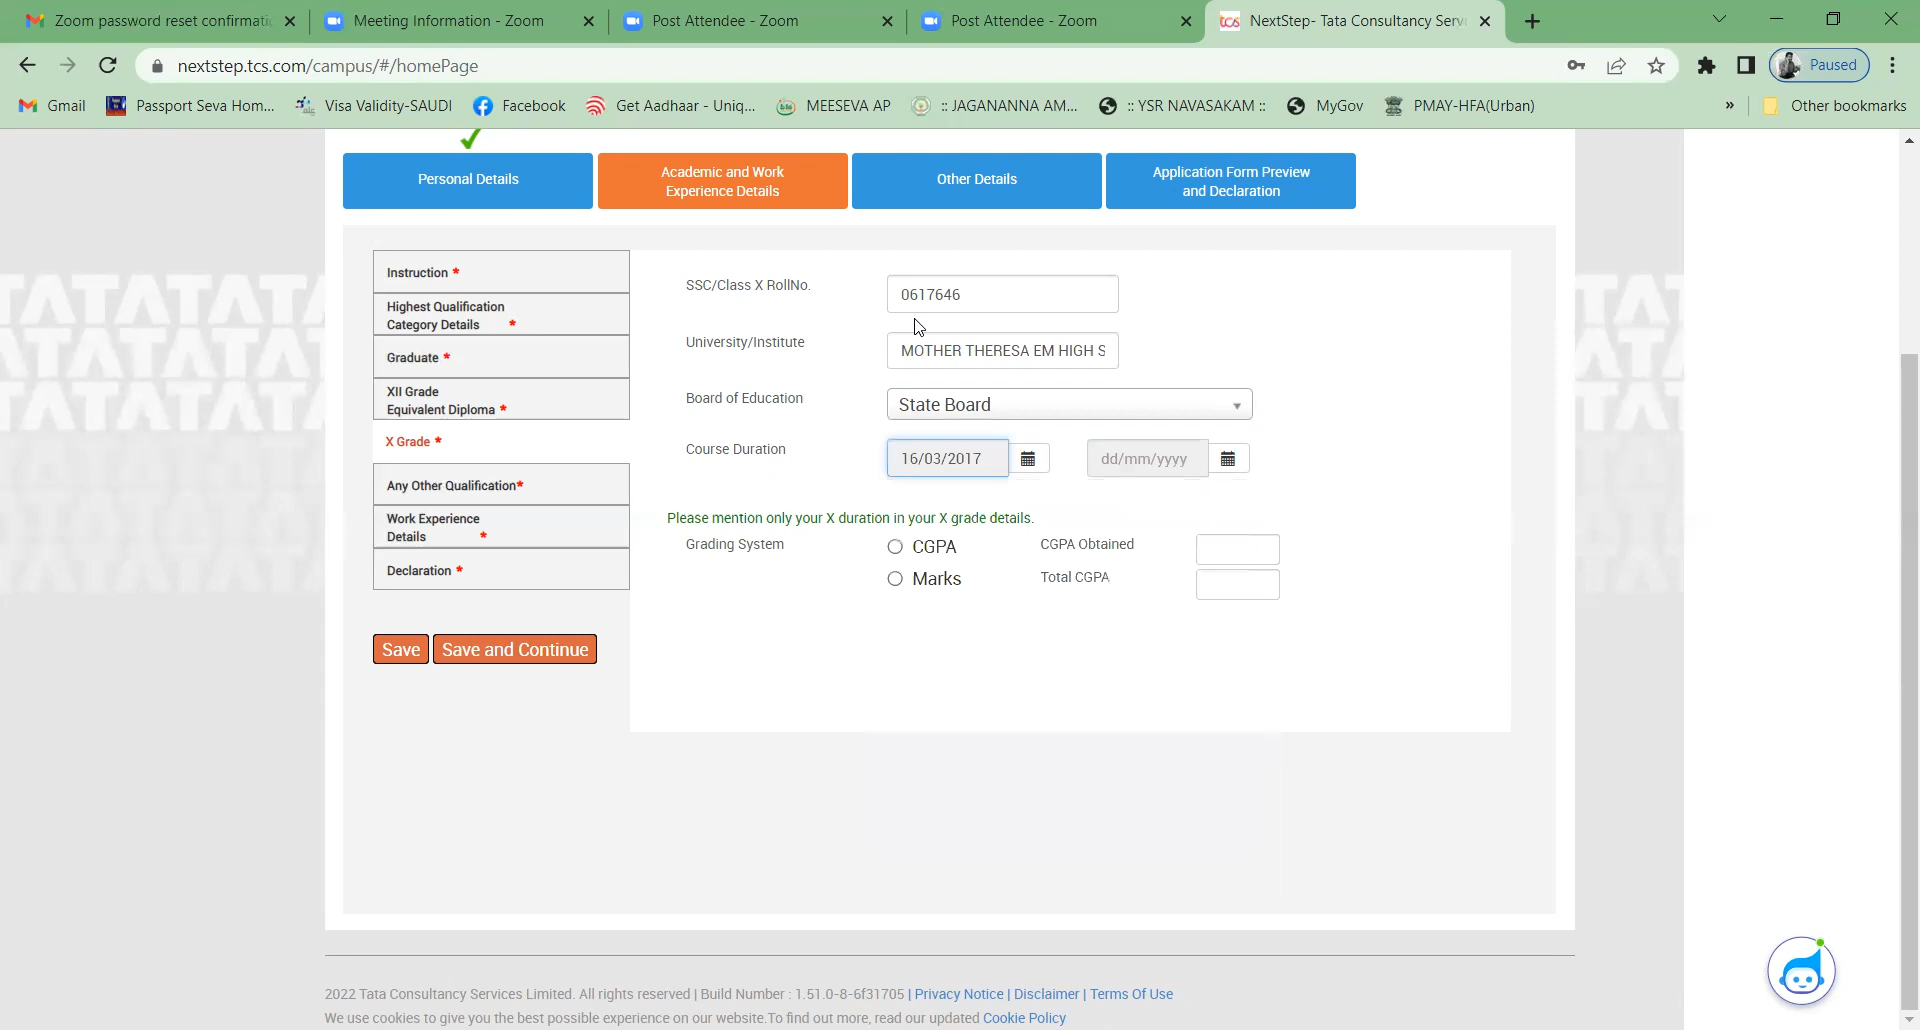 Zoom password reset confirmati
Meeting Information - Zoom
Post Attendee - Zoom
Post Attendee - Zoom
tcs NextStep- Tata Consultancy Serv
nextstep.tcs.com/campus/#/homePage
Paused
Gmail
Passport Seva Hom...
Visa Validity-SAUDI
Facebook
Get Aadhaar - Uniq...
MEESEVA AP
:: JAGANANNA AM...
:: YSR NAVASAKAM ::
MyGov
PMAY-HFA(Urban)
»
Other bookmarks
Personal Details
Academic and Work
Experience Details
Other Details
Application Form Preview
and Declaration
Instruction *
Highest Qualification
Category Details *
Graduate *
XII Grade
Equivalent Diploma *
X Grade *
Any Other Qualification*
Work Experience
Details *
Declaration *
Save
Save and Continue
SSC/Class X RollNo.
0617646
University/Institute
MOTHER THERESA EM HIGH S
Board of Education
State Board
Course Duration
16/03/2017
dd/mm/yyyy
Please mention only your X duration in your X grade details.
Grading System
CGPA
CGPA Obtained
Marks
Total CGPA
2022 Tata Consultancy Services Limited. All rights reserved | Build Number : 1.51.0-8-6f31705 | Privacy Notice | Disclaimer | Terms Of Use
We use cookies to give you the best possible experience on our website.To find out more, read our updated Cookie Policy